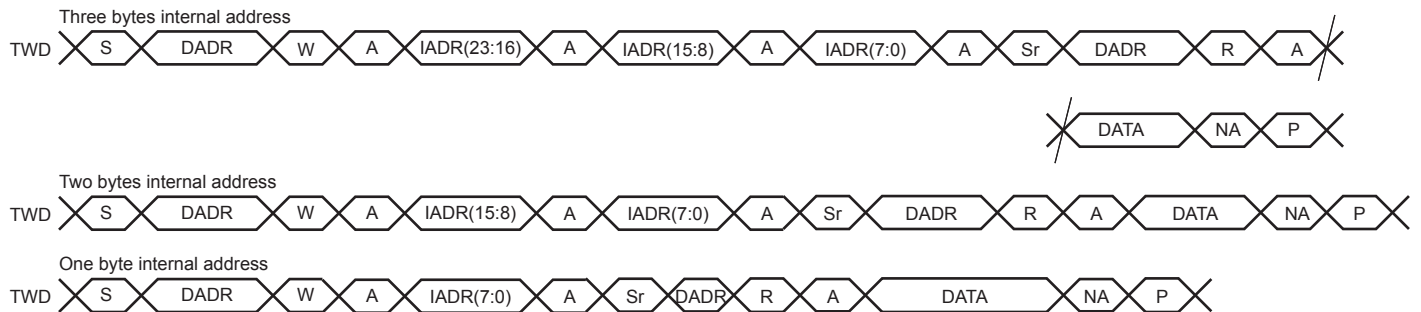 Three bytes internal address
TWD S DADR W A IADR(23:16) A IADR(15:8) A IADR(7:0) A Sr DADR R A
DATA NA P
Two bytes internal address
TWD S DADR W A IADR(15:8) A IADR(7:0) A Sr DADR R A DATA NA P
One byte internal address
TWD S DADR W A IADR(7:0) A Sr DADR R A DATA NA P